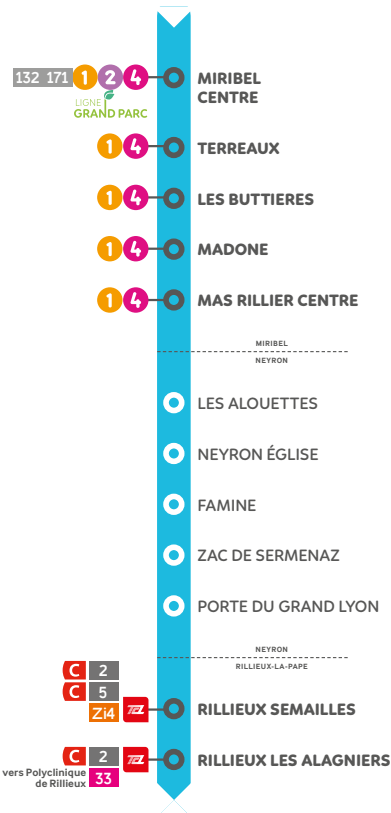 132 171 1 2 4 MIRIBEL
CENTRE
LIGNE
GRAND PARC
1 4 TERREAUX
1 4 LES BUTTIERES
1 4 MADONE
1 4 MAS RILLIER CENTRE
MIRIBEL
NEYRON
LES ALOUETTES
NEYRON ÉGLISE
FAMINE
ZAC DE SERMENAZ
PORTE DU GRAND LYON
NEYRON
RILLIEUX-LA-PAPE
C 2
C 5
Zi4 TCL RILLIEUX SEMAILLES
C 2 TCL RILLIEUX LES ALAGNIERS
vers Polyclinique
de Rillieux 33